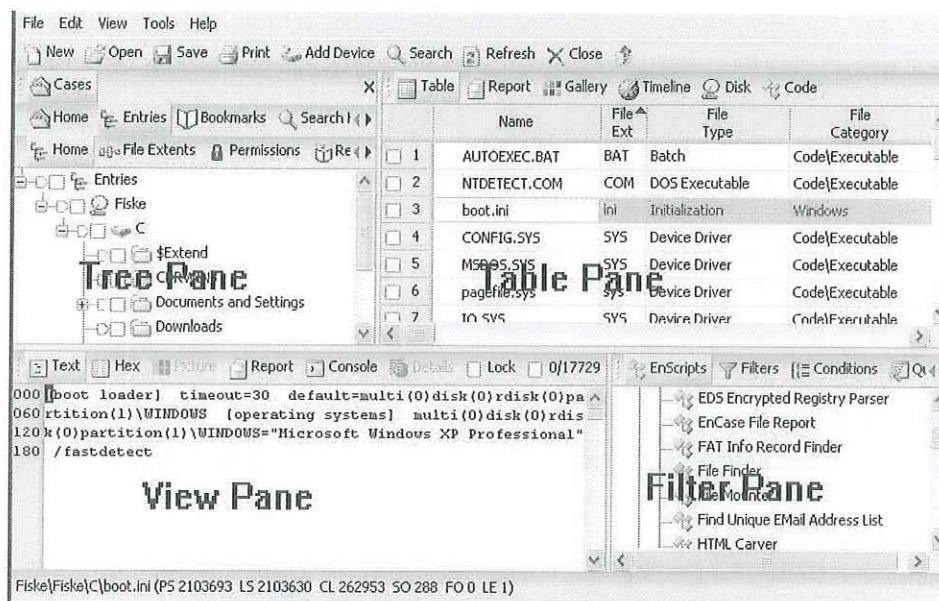 File Edit View Tools Help
New Open Save Print Add Device Search Refresh Close
Cases
Home Entries Bookmarks Search
Home File Extents Permissions Re
Entries
Fiske
C
$Extend
Documents and Settings
Downloads
Tree Pane
Table Report Gallery Timeline Disk Code
Name File Ext File Type File Category
1 AUTOEXEC.BAT BAT Batch Code\Executable
2 NTDETECT.COM COM DOS Executable Code\Executable
3 boot.ini ini Initialization Windows
4 CONFIG.SYS SYS Device Driver Code\Executable
5 MSDOS.SYS SYS Device Driver Code\Executable
6 pagefile.sys sys Device Driver Code\Executable
7 IO.SYS SYS Device Driver Code\Executable
Table Pane
Text Hex Picture Report Console Details Lock 0/17729
000 [boot loader] timeout=30 default=multi(0)disk(0)rdisk(0)pa
060 rtition(1)\WINDOWS [operating systems] multi(0)disk(0)rdis
120 k(0)partition(1)\WINDOWS="Microsoft Windows XP Professional"
180 /fastdetect
View Pane
EnScripts Filters Conditions Qu
EDS Encrypted Registry Parser
EnCase File Report
FAT Info Record Finder
File Finder
File Mounter
Find Unique EMail Address List
HTML Carver
Filter Pane
Fiske\Fiske\C\boot.ini (PS 2103693 LS 2103630 CL 262953 SO 288 FO 0 LE 1)